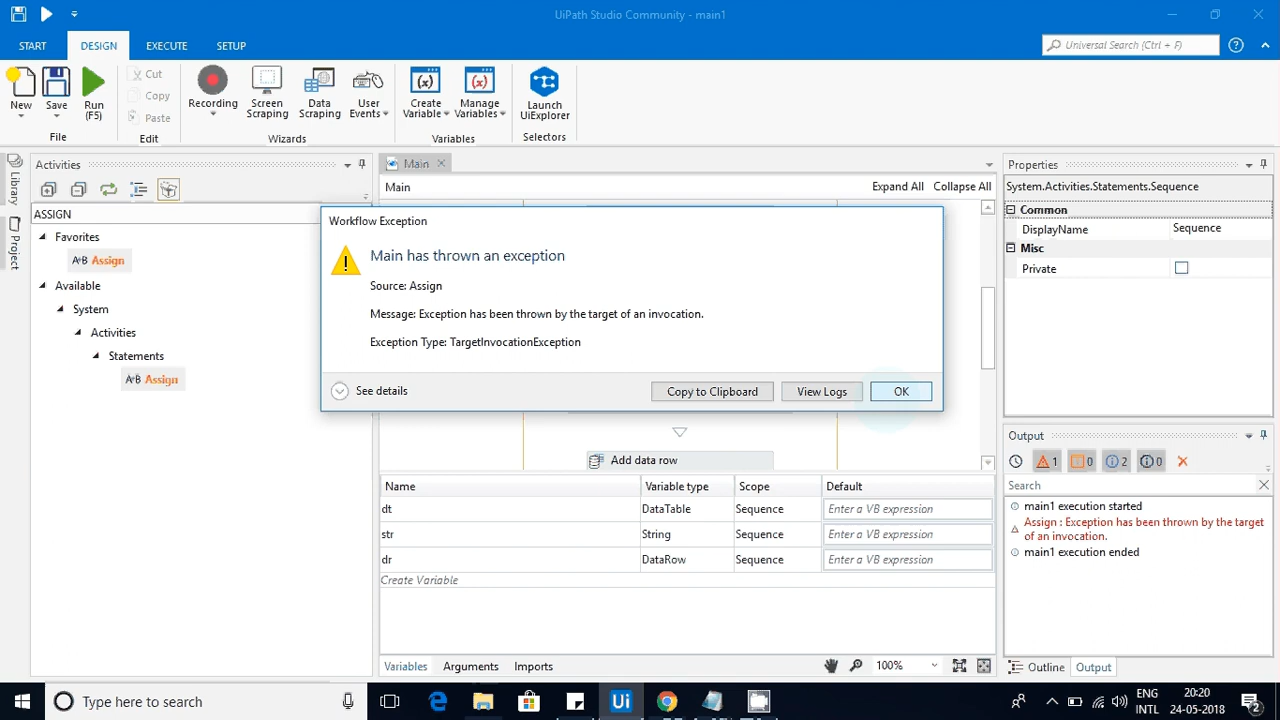 UiPath Studio Community - main1
START
DESIGN
EXECUTE
SETUP
Universal Search (Ctrl + F)
New
Save
Run
(F5)
Cut
Copy
Paste
Recording
Screen
Scraping
Data
Scraping
User
Events
Create
Variable
Manage
Variables
Launch
UiExplorer
File
Edit
Wizards
Variables
Selectors
Library
Project
Activities
ASSIGN
Favorites
A+B Assign
Available
System
Activities
Statements
A+B Assign
Main
Main
Expand All
Collapse All
Workflow Exception
Main has thrown an exception
Source: Assign
Message: Exception has been thrown by the target of an invocation.
Exception Type: TargetInvocationException
See details
Copy to Clipboard
View Logs
OK
Add data row
Name
Variable type
Scope
Default
dt
DataTable
Sequence
Enter a VB expression
str
String
Sequence
Enter a VB expression
dr
DataRow
Sequence
Enter a VB expression
Create Variable
Variables
Arguments
Imports
100%
Properties
System.Activities.Statements.Sequence
Common
DisplayName
Sequence
Misc
Private
Output
1
0
2
0
Search
main1 execution started
Assign : Exception has been thrown by the target
of an invocation.
main1 execution ended
Outline
Output
Type here to search
Ui
ENG
INTL
20:20
24-05-2018
2